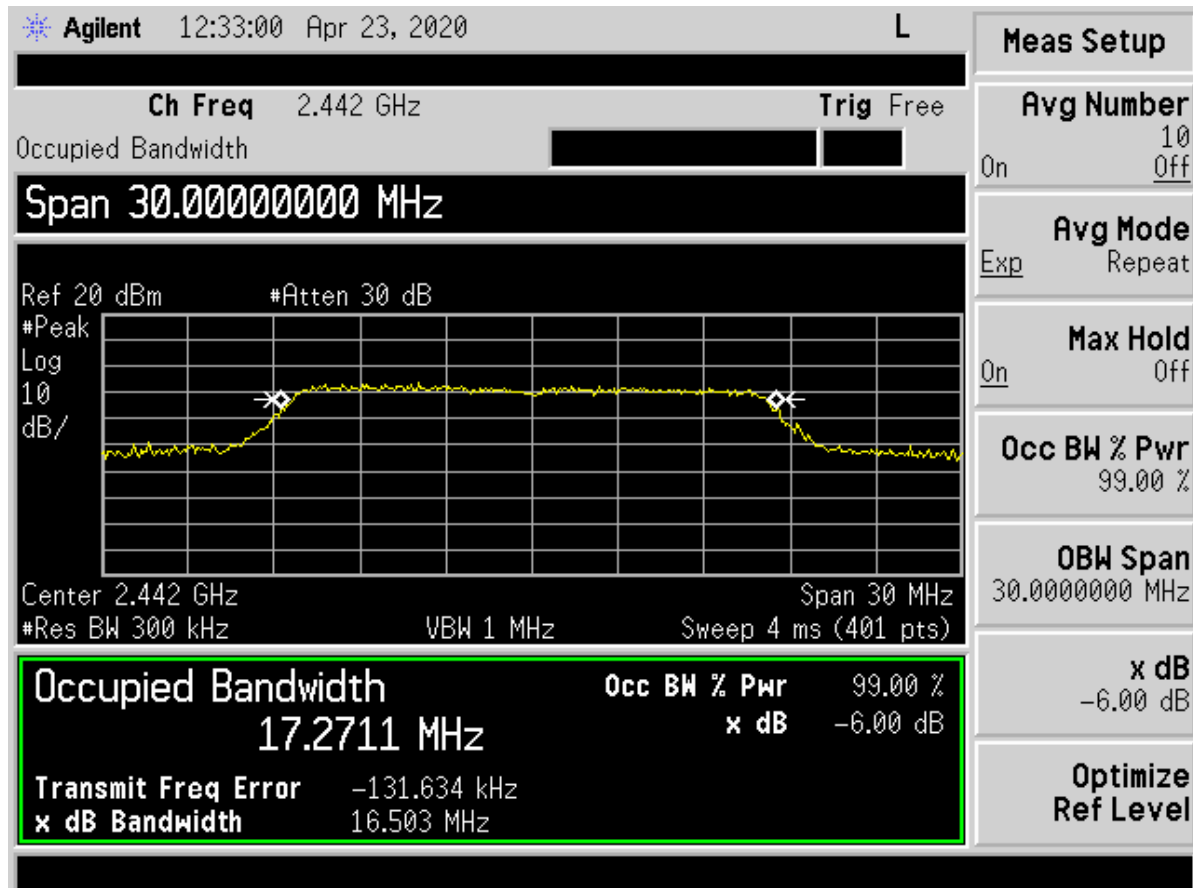 Agilent 12:33:00 Apr 23, 2020 L
Ch Freq 2.442 GHz Trig Free
Occupied Bandwidth
Span 30.00000000 MHz
Ref 20 dBm #Atten 30 dB
#Peak
Log
10
dB/
Center 2.442 GHz Span 30 MHz
#Res BW 300 kHz VBW 1 MHz Sweep 4 ms (401 pts)
Occupied Bandwidth Occ BW % Pwr 99.00 %
17.2711 MHz x dB -6.00 dB
Transmit Freq Error -131.634 kHz
x dB Bandwidth 16.503 MHz
Meas Setup
Avg Number
10
On Off
Avg Mode
Exp Repeat
Max Hold
On Off
Occ BW % Pwr
99.00 %
OBW Span
30.0000000 MHz
x dB
-6.00 dB
Optimize
Ref Level